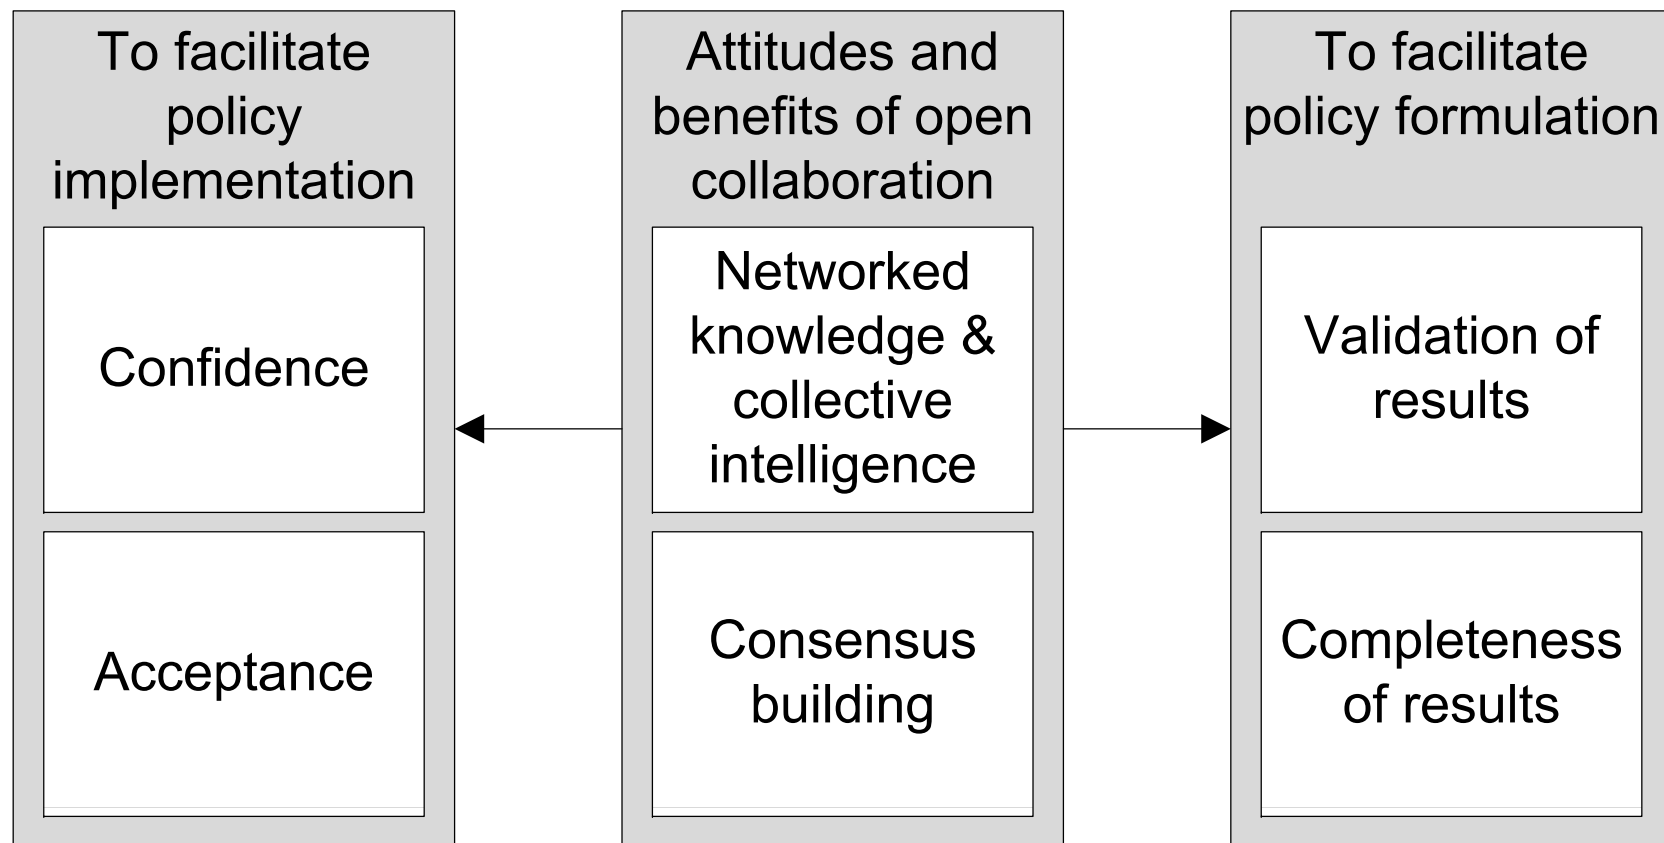 To facilitate
policy
implementation
Confidence
Acceptance
Attitudes and
benefits of open
collaboration
Networked
knowledge &
collective
intelligence
Consensus
building
To facilitate
policy formulation
Validation of
results
Completeness
of results